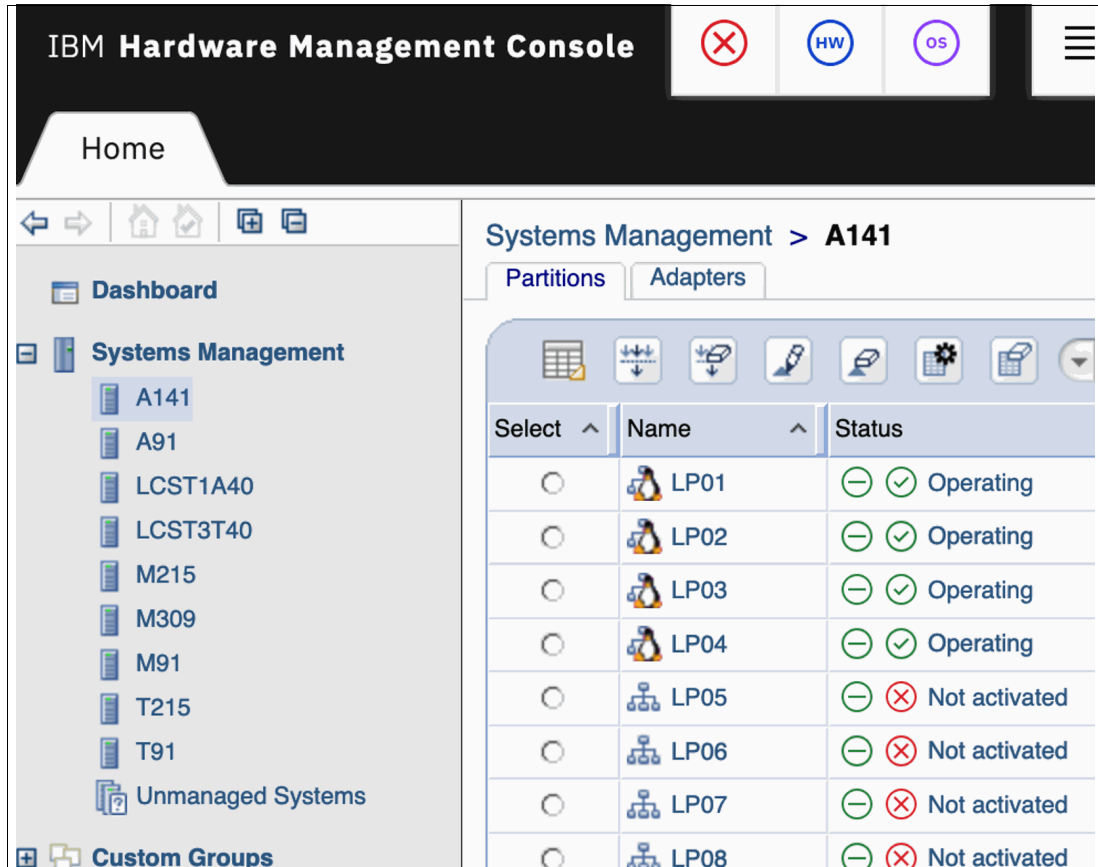 IBM Hardware Management Console
HW
OS
Home
Systems Management > A141
Partitions Adapters
Dashboard
Systems Management
A141
A91
LCST1A40
LCST3T40
M215
M309
M91
T215
T91
Unmanaged Systems
Custom Groups
Select Name Status
LP01 Operating
LP02 Operating
LP03 Operating
LP04 Operating
LP05 Not activated
LP06 Not activated
LP07 Not activated
LP08 Not activated